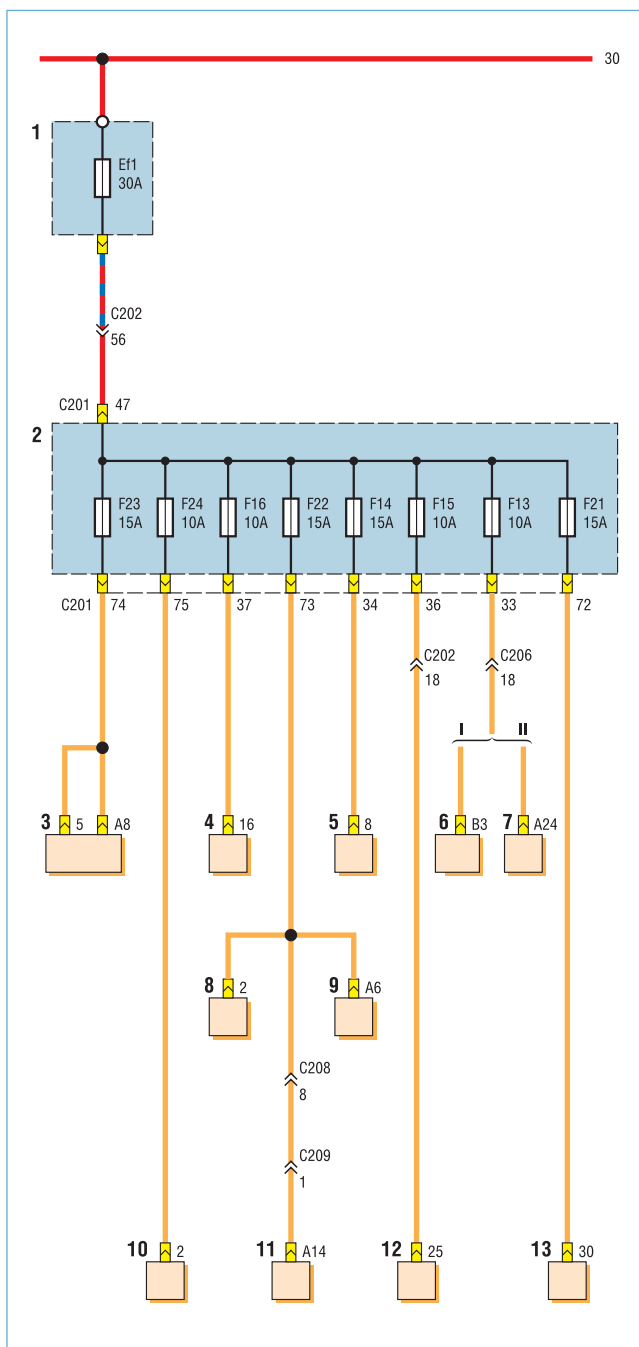 30
1
Ef1
30A
C202
56
C201 47
2
F23 F24 F16 F22 F14 F15 F13 F21
15A 10A 10A 15A 15A 10A 10A 15A
C201 74 75 37 73 34 36 33 72
C202 C206
18 18
I II
3 5 A8 4 16 5 8 6 B3 7 A24
8 2 9 A6
C208
8
C209
1
10 2 11 A14 12 25 13 30